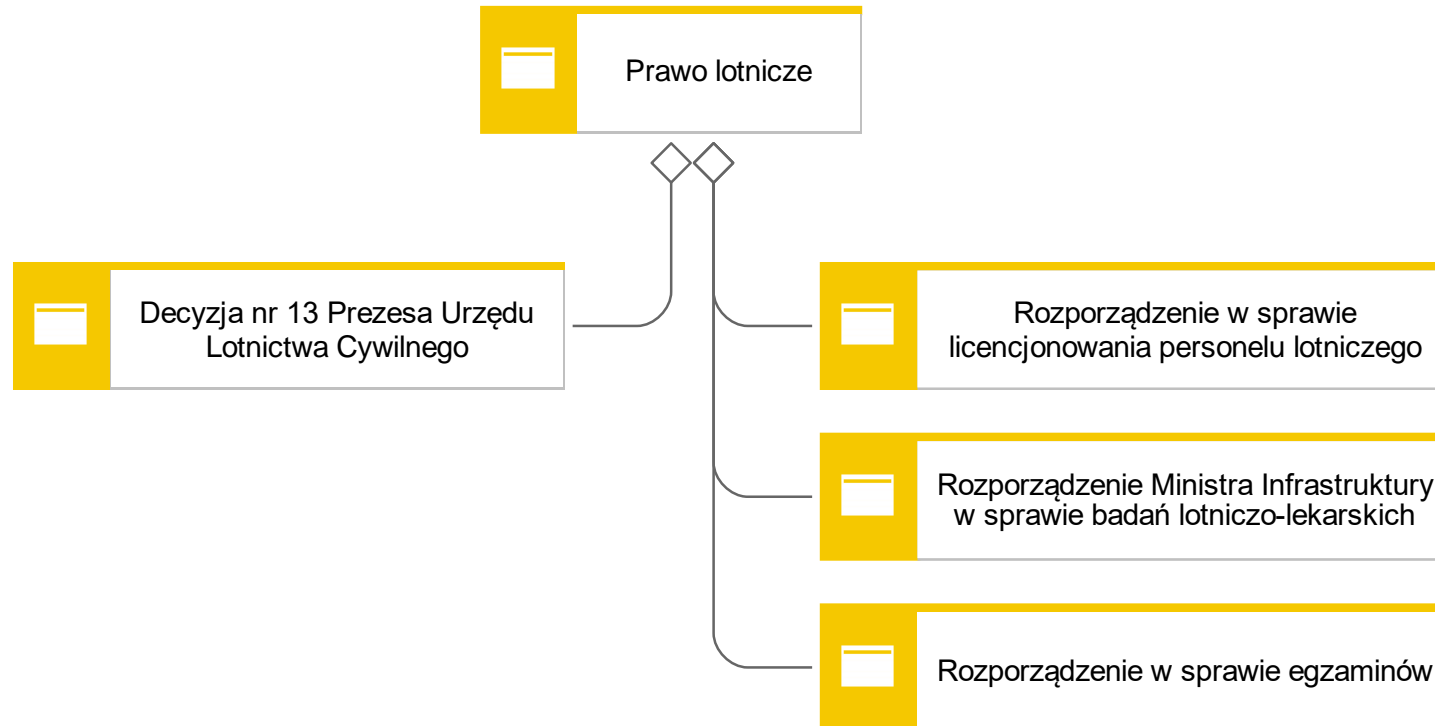 Prawo lotnicze
Decyzja nr 13 Prezesa Urzędu
Lotnictwa Cywilnego
Rozporządzenie w sprawie
licencjonowania personelu lotniczego
Rozporządzenie Ministra Infrastruktury
w sprawie badań lotniczo-lekarskich
Rozporządzenie w sprawie egzaminów